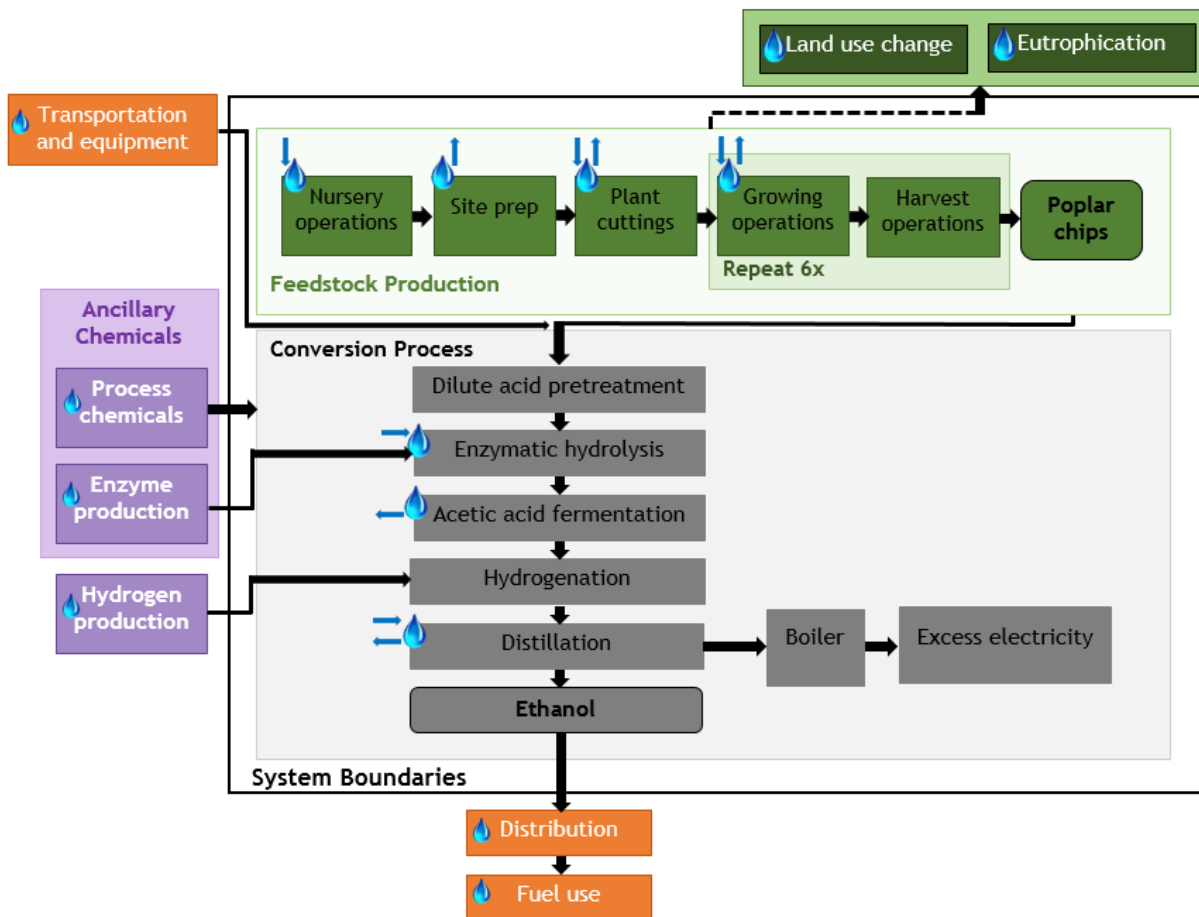 Land use change
Eutrophication
Transportation
and equipment
Nursery
operations
Site prep
Plant
cuttings
Growing
operations
Harvest
operations
Poplar
chips
Repeat 6x
Feedstock Production
Ancillary
Chemicals
Process
chemicals
Enzyme
production
Hydrogen
production
Conversion Process
Dilute acid pretreatment
Enzymatic hydrolysis
Acetic acid fermentation
Hydrogenation
Distillation
Boiler
Excess electricity
Ethanol
System Boundaries
Distribution
Fuel use